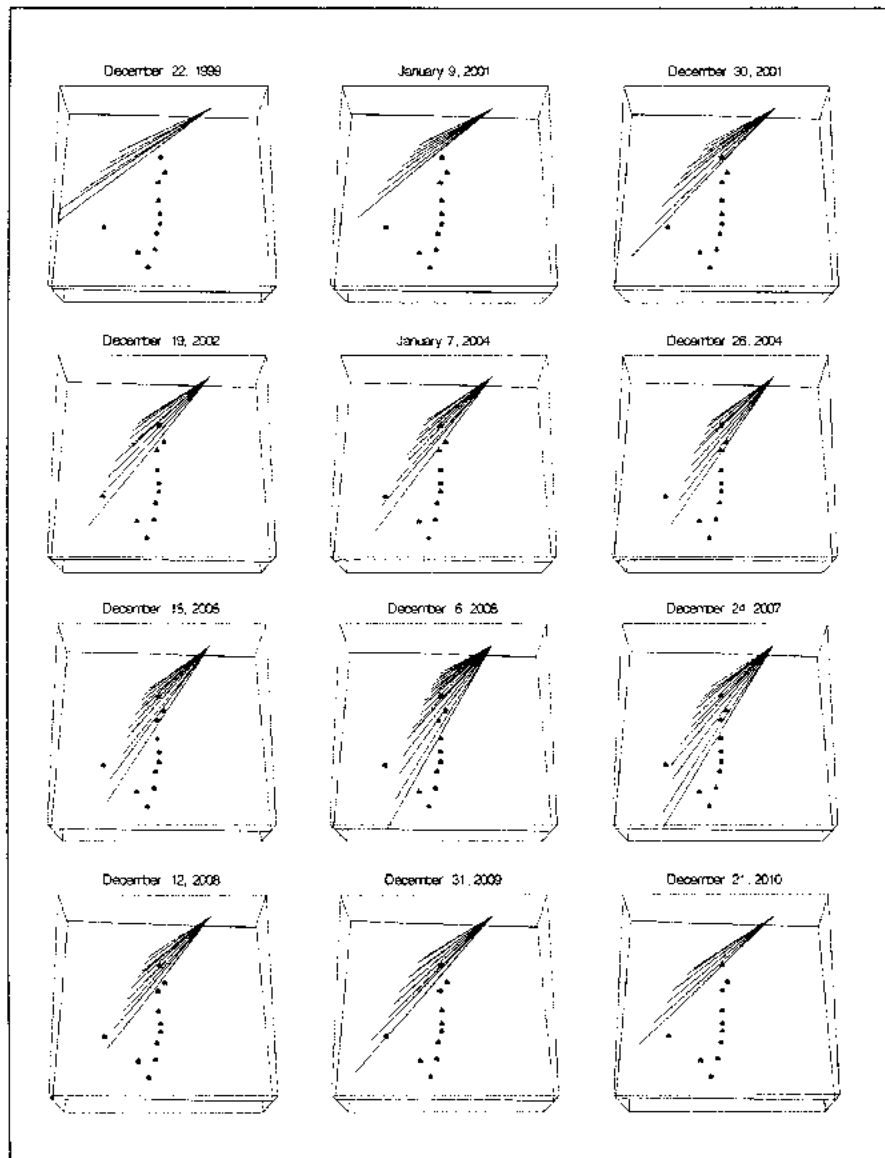 December 22, 1999 January 9, 2001 December 30, 2001
December 19, 2002 January 7, 2004 December 26, 2004
December 15, 2005 December 5 2006 December 24 2007
December 12, 2008 December 31, 2009 December 21, 2010